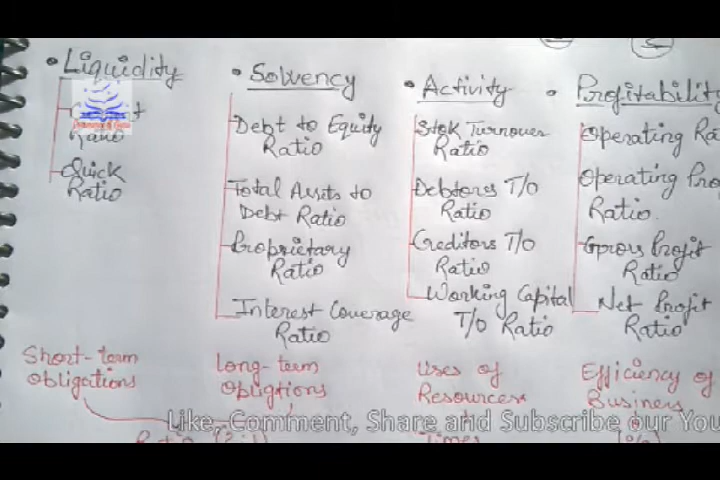 • Liquidity
Ratio
Quick
Ratio
• Solvency
Debt to Equity
Ratio
Total Assets to
Debt Ratio
Proprietary
Ratio
Interest Coverage
Ratio
• Activity
Stok Turnover
Ratio
Debtors T/O
Ratio
Creditors T/O
Ratio
Working Capital
T/O Ratio
• Profitability
Operating Ra
Operating Pro
Ratio.
Gross Profit
Ratio
Net Profit
Ratio
Short-term
Obligations
Long-term
Obligtions
Uses of
Resources
Times
Efficiency of
Business
(%)
Like, Comment, Share and Subscribe our You